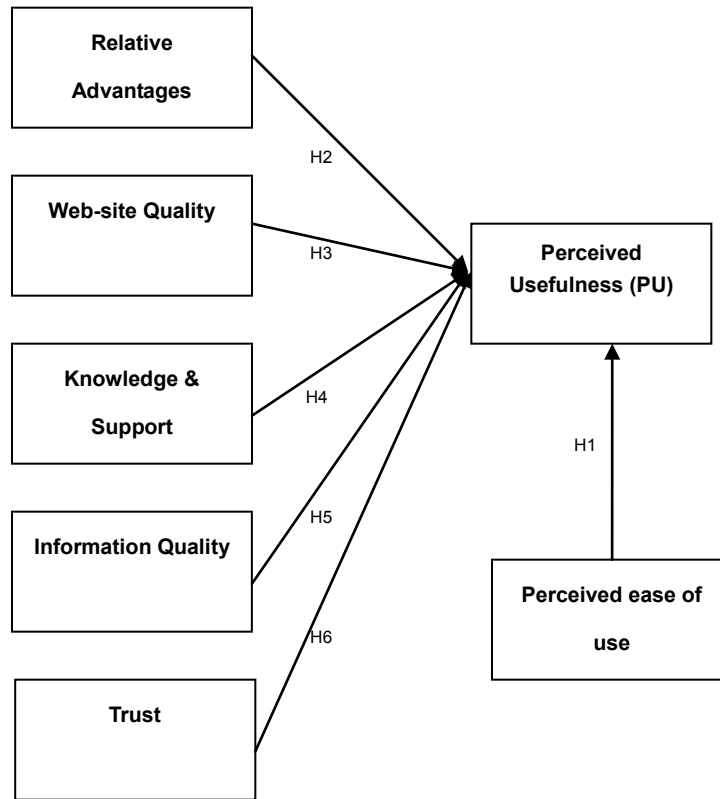 Relative
Advantages
H2
Web-site Quality
H3
Perceived
Usefulness (PU)
Knowledge &
Support
H4
H1
Information Quality
H5
Perceived ease of
use
H6
Trust